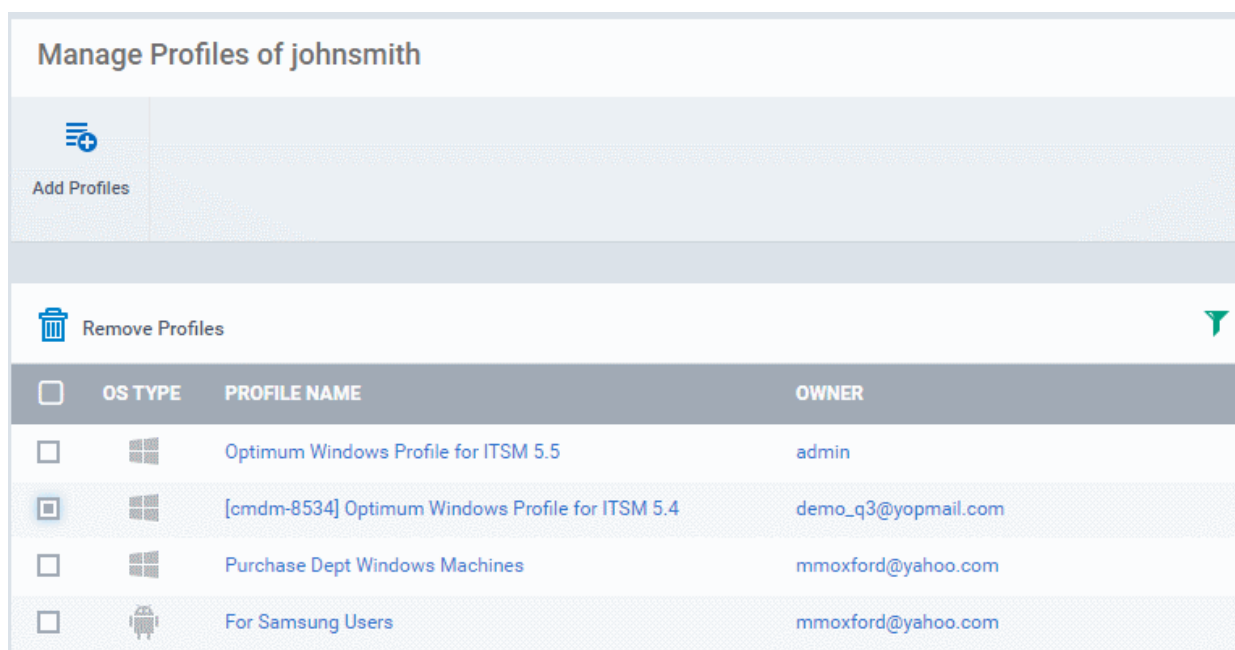 Manage Profiles of johnsmith
Add Profiles
Remove Profiles
OS TYPE PROFILE NAME OWNER
Optimum Windows Profile for ITSM 5.5 admin
[cmdm-8534] Optimum Windows Profile for ITSM 5.4 demo_q3@yopmail.com
Purchase Dept Windows Machines mmoxford@yahoo.com
For Samsung Users mmoxford@yahoo.com